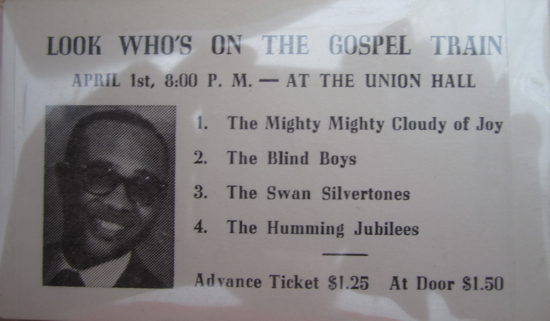 LOOK WHO'S ON THE GOSPEL TRAIN
APRIL 1st, 8:00 P. M. — AT THE UNION HALL
1. The Mighty Mighty Cloudy of Joy
2. The Blind Boys
3. The Swan Silvertones
4. The Humming Jubilees
Advance Ticket $1.25 At Door $1.50